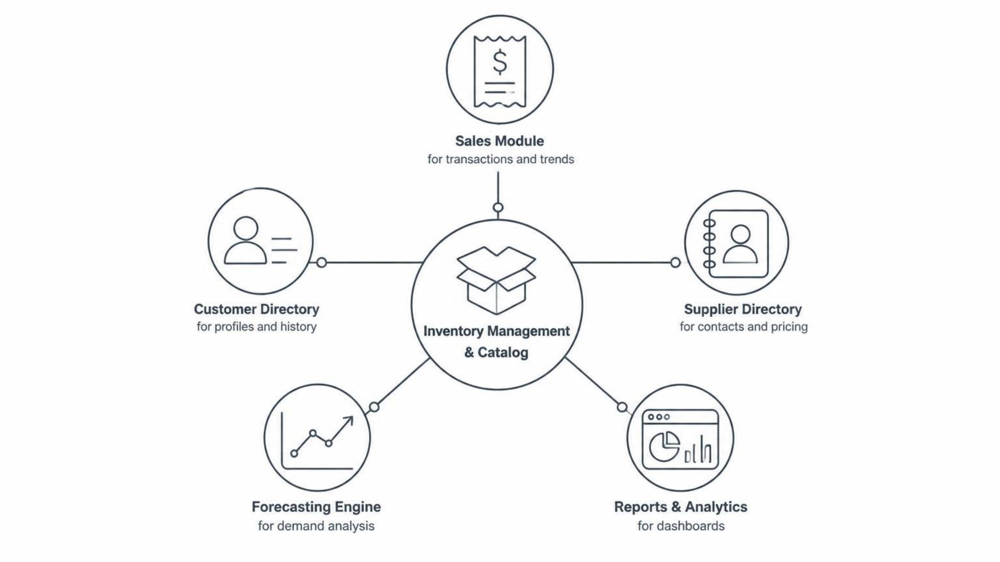 $
Sales Module
for transactions and trends
Customer Directory
for profiles and history
Inventory Management
& Catalog
Supplier Directory
for contacts and pricing
Forecasting Engine
for demand analysis
Reports & Analytics
for dashboards